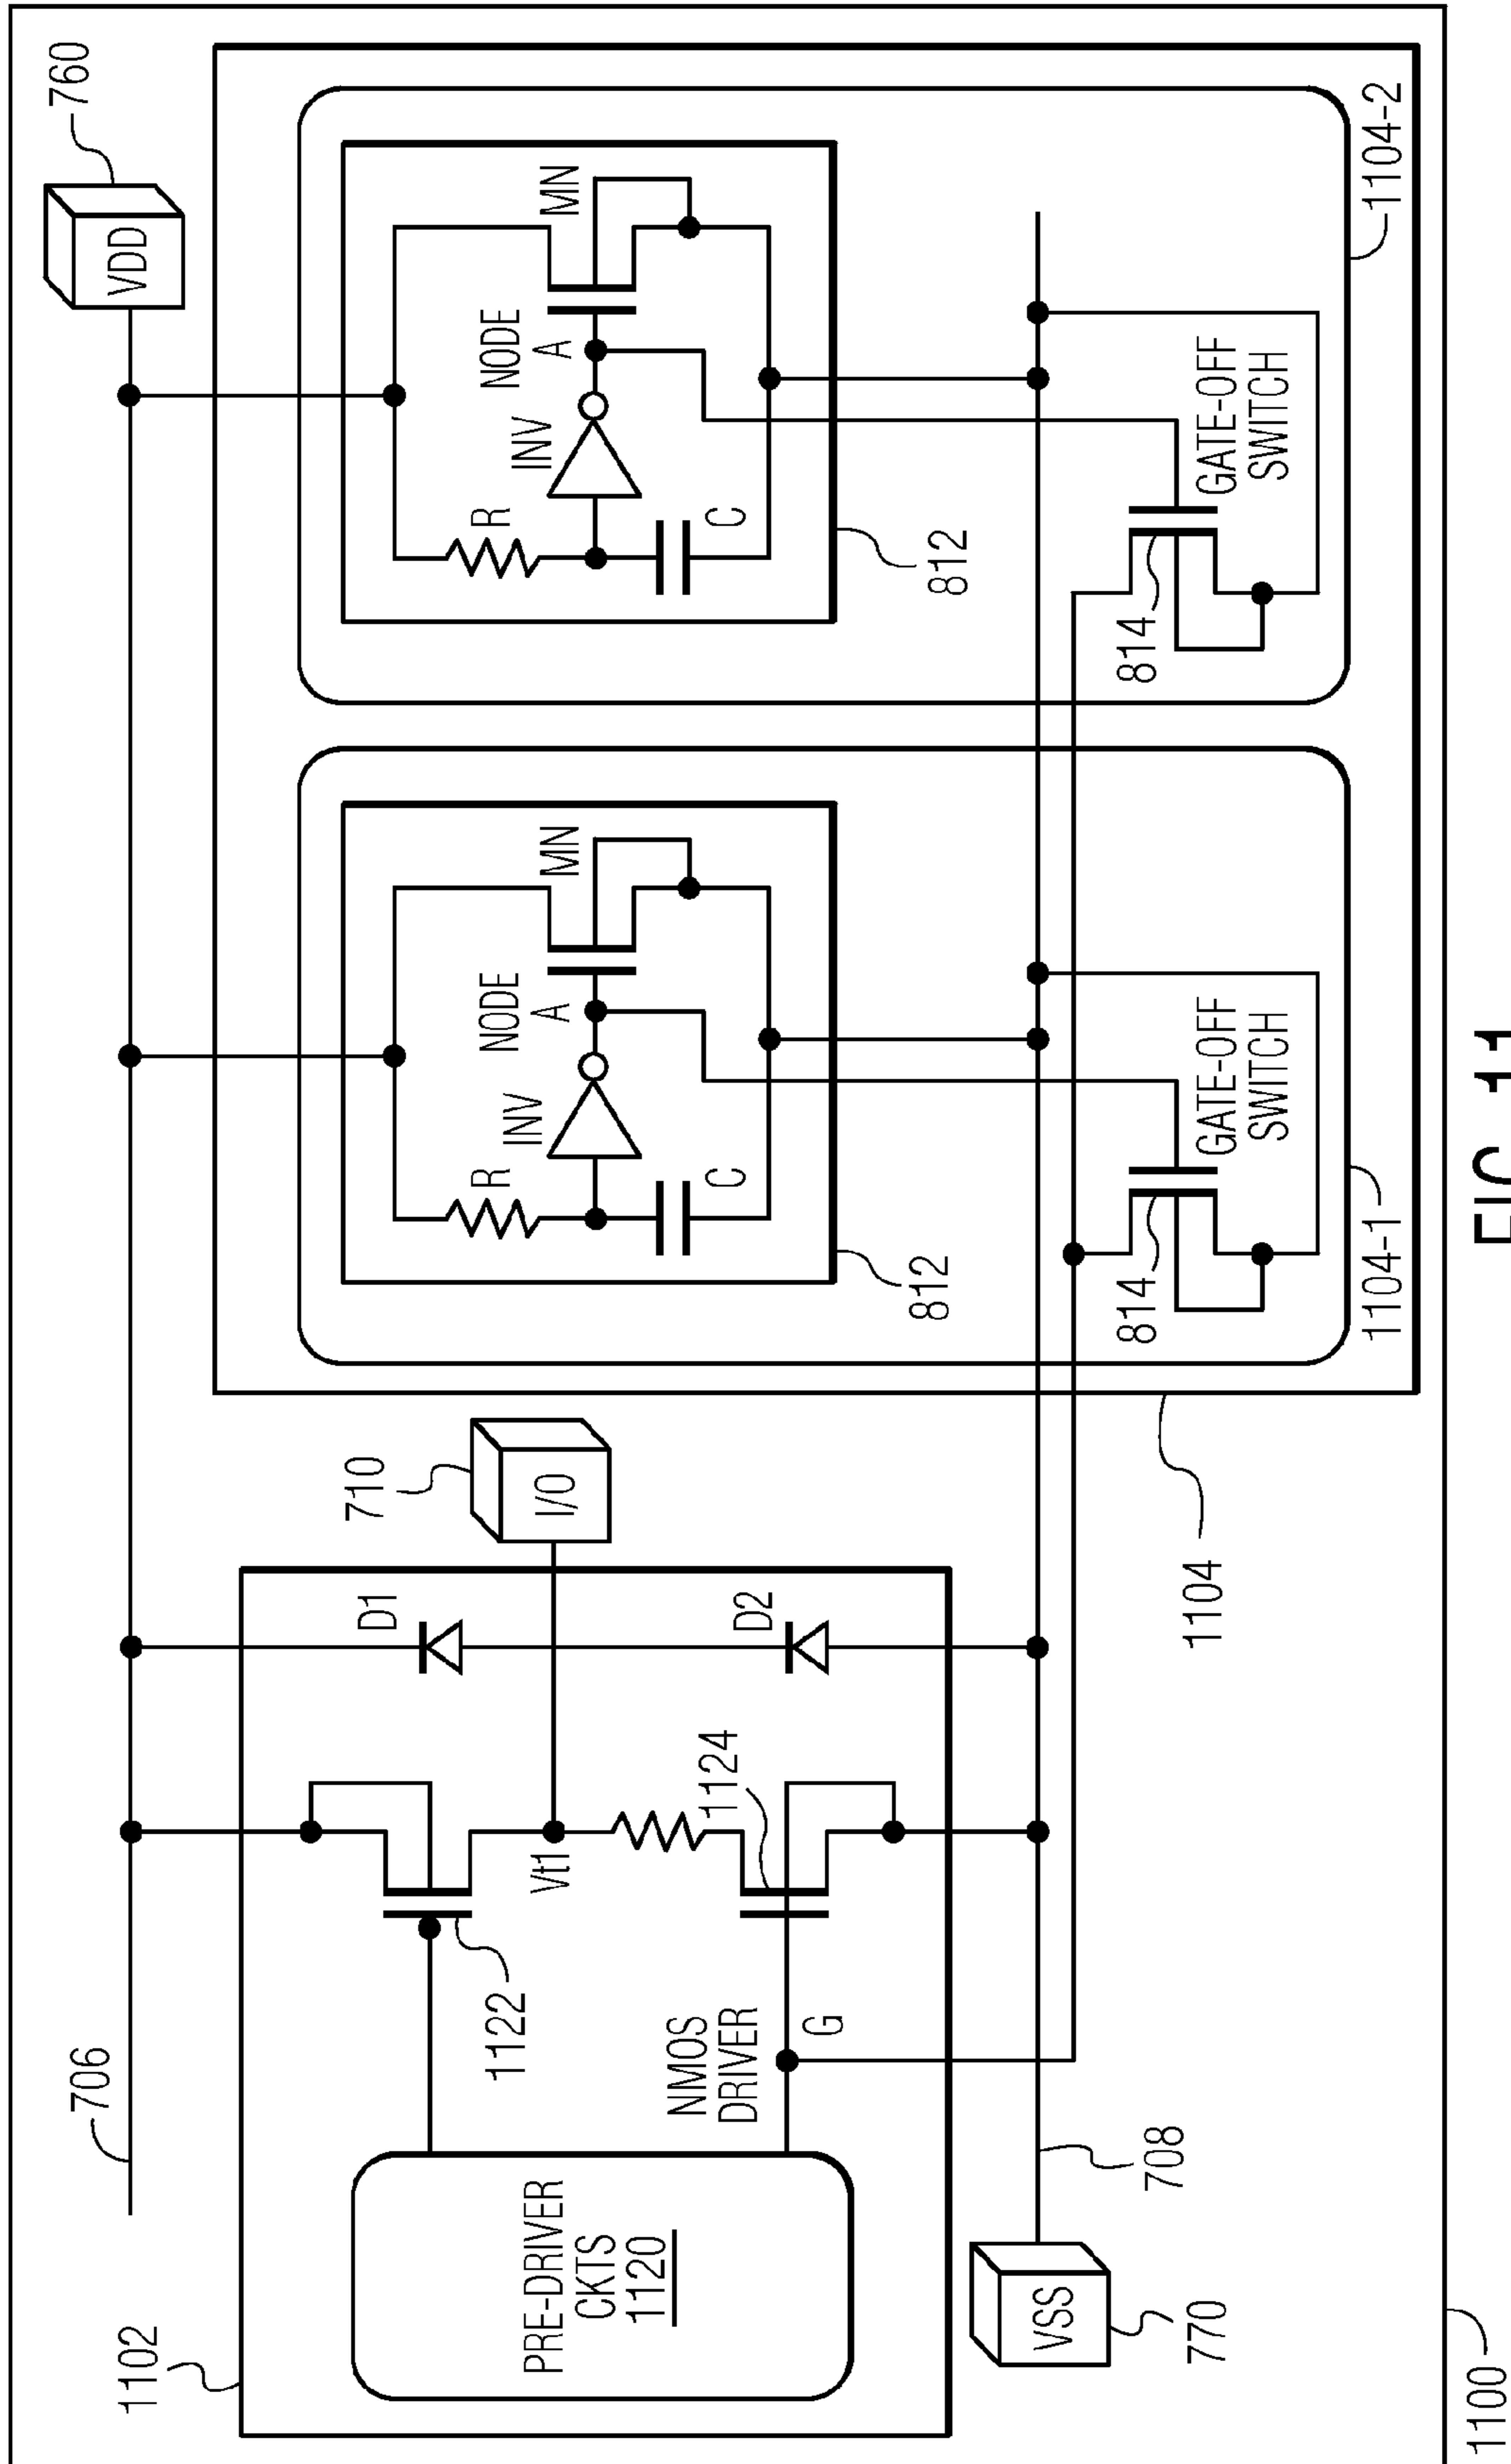 760
VDD
706
1102
710
D1
I/O
R
INV
NODE
A
MN
R
INV
NODE
A
MN
1122
Vt1
PRE-DRIVER
CKTS
1120
NMOS
DRIVER
G
1124
D2
C
C
812
812
VSS
770
708
1104
814
GATE-OFF
SWITCH
814
GATE-OFF
SWITCH
1104-1
1104-2
1100
FIG. 11